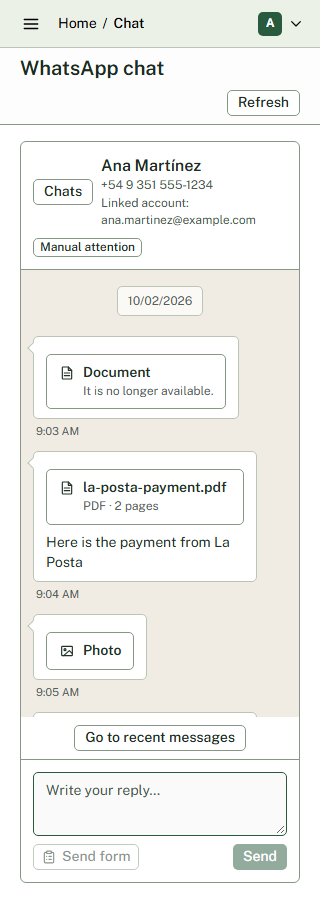 Home / Chat
A
WhatsApp chat
Refresh
Chats
Ana Martínez
+54 9 351 555-1234
Linked account:
ana.martinez@example.com
Manual attention
10/02/2026
Document
It is no longer available.
9:03 AM
la-posta-payment.pdf
PDF · 2 pages
Here is the payment from La
Posta
9:04 AM
Photo
9:05 AM
Go to recent messages
Write your reply...
Send form
Send